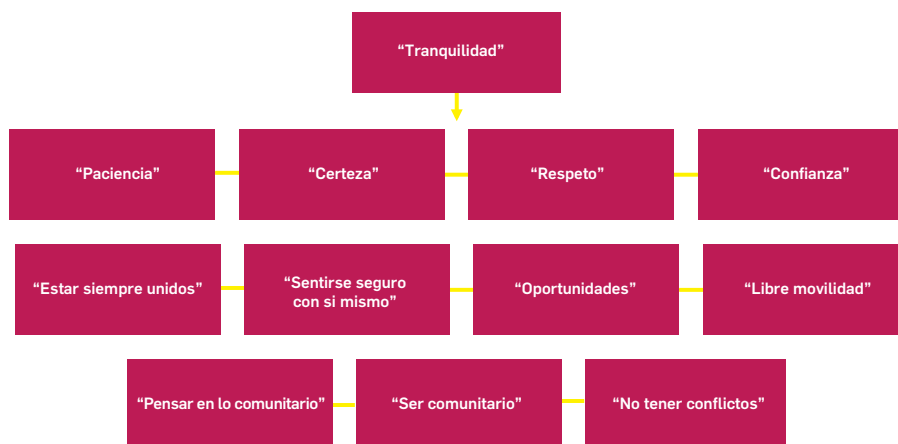 “Tranquilidad”
“Paciencia”
“Certeza”
“Respeto”
“Confianza”
“Estar siempre unidos”
“Sentirse seguro
con si mismo”
“Oportunidades”
“Libre movilidad”
“Pensar en lo comunitario”
“Ser comunitario”
“No tener conflictos”